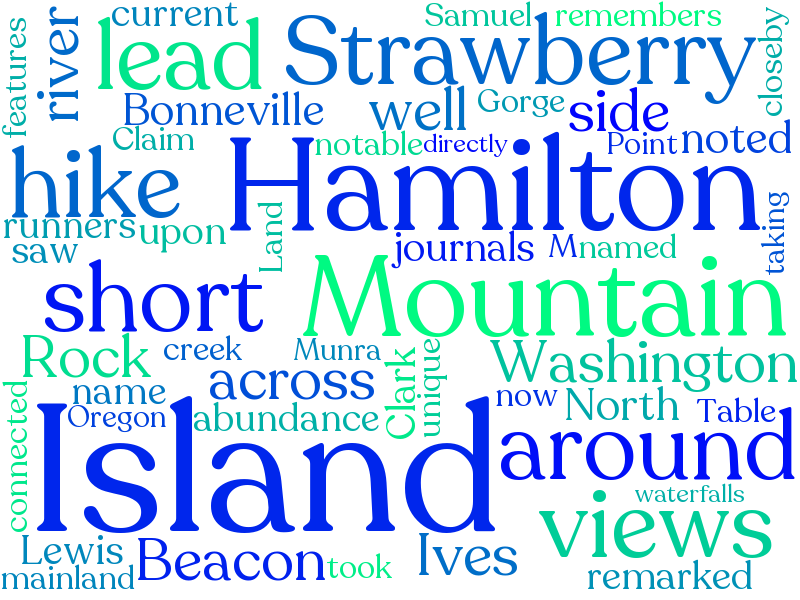 features
river
current
lead
Samuel
remembers
Strawberry
closeby
Bonneville
well
Gorge
side
Claim
notable
directly
Point
noted
hike
Hamilton
runners
upon
Land
saw
journals
M
named
taking
short
Mountain
Rock
creek
Munra
Clark
unique
Washington
name
across
now
North
Table
connected
Oregon
abundance
Island
around
waterfalls
views
Lewis
Beacon
took
Ives
mainland
remarked